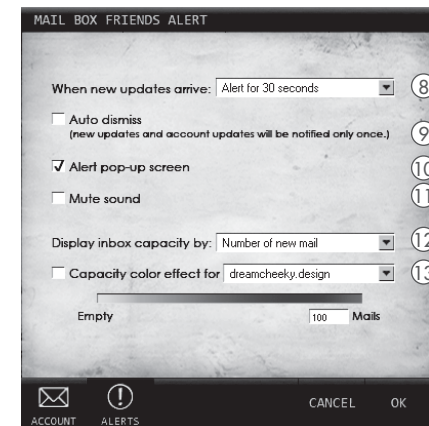 MAIL BOX FRIENDS ALERT
When new updates arrive: Alert for 30 seconds
8
Auto dismiss
(new updates and account updates will be notified only once.)
9
Alert pop-up screen
10
Mute sound
11
Display inbox capacity by: Number of new mail
12
Capacity color effect for dreamcheeky.design
13
Empty 100 Mails
CANCEL OK
ACCOUNT ALERTS